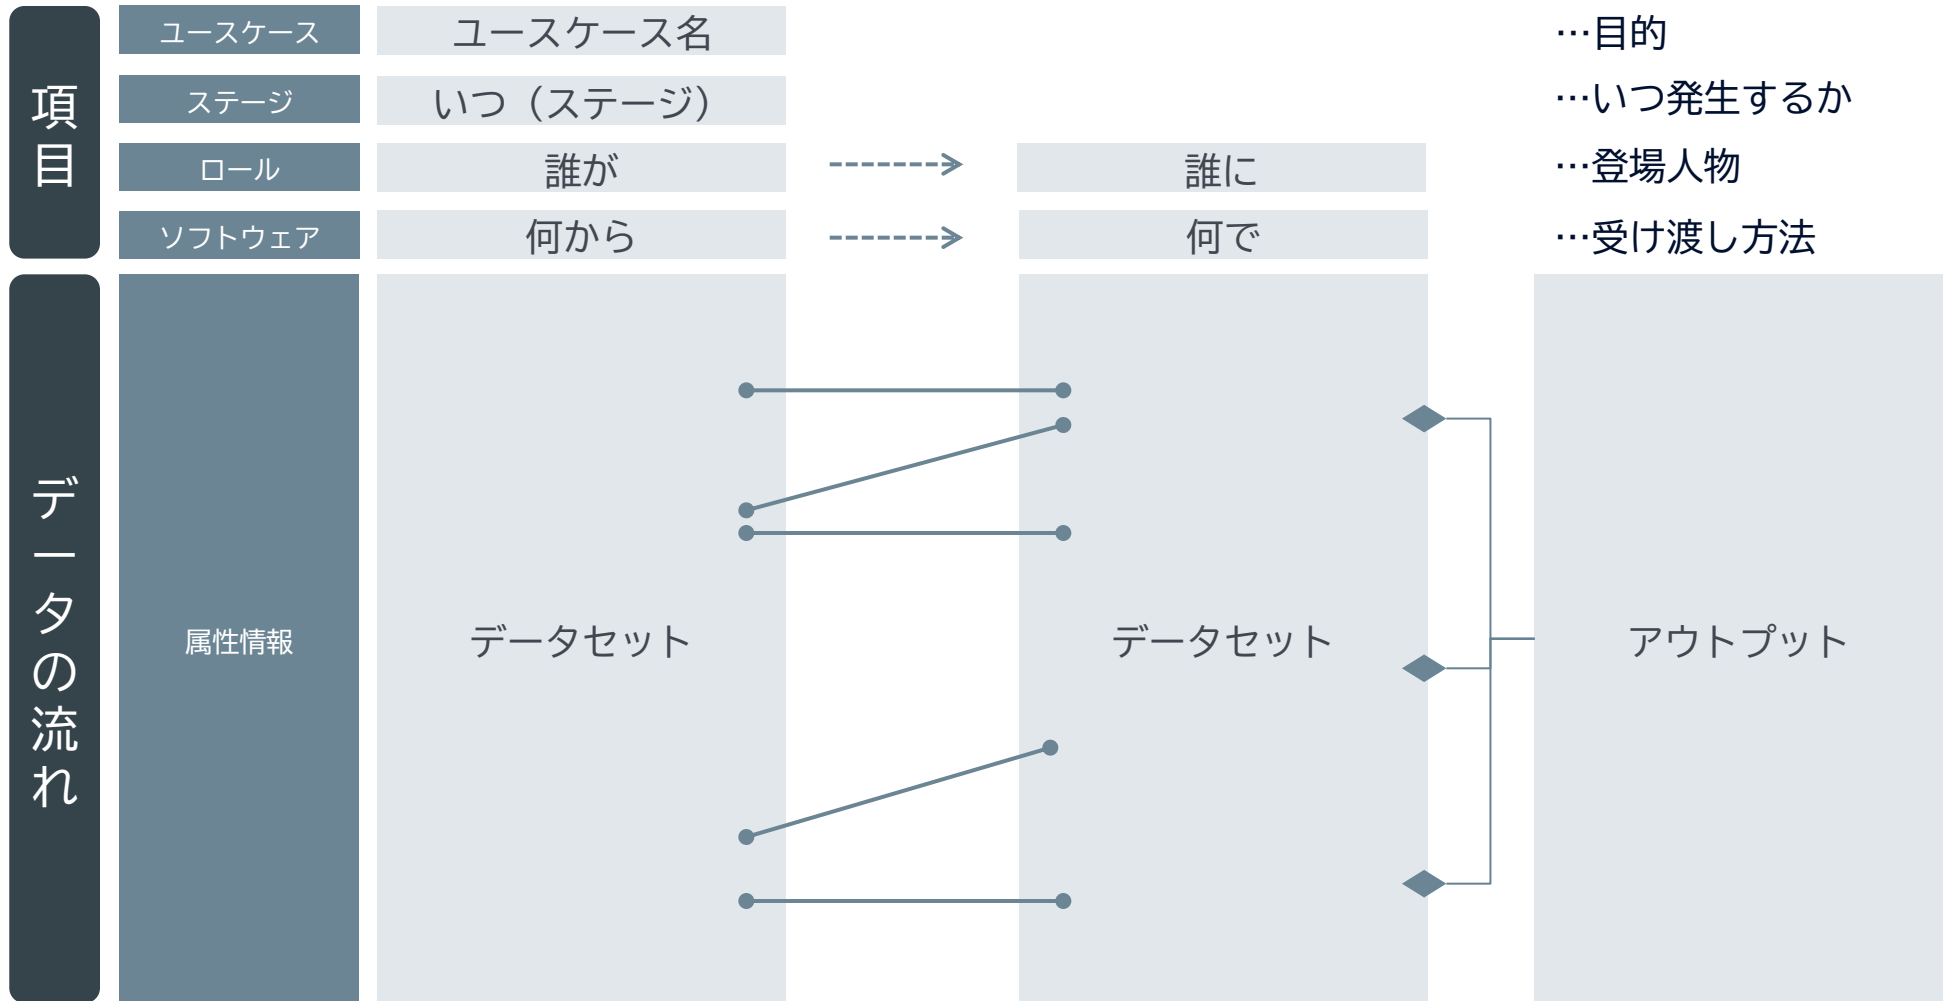 項目
ユースケース
ユースケース名
…目的
ステージ
いつ（ステージ）
…いつ発生するか
ロール
誰が
誰に
…登場人物
ソフトウェア
何から
何で
…受け渡し方法
データの流れ
属性情報
データセット
データセット
アウトプット